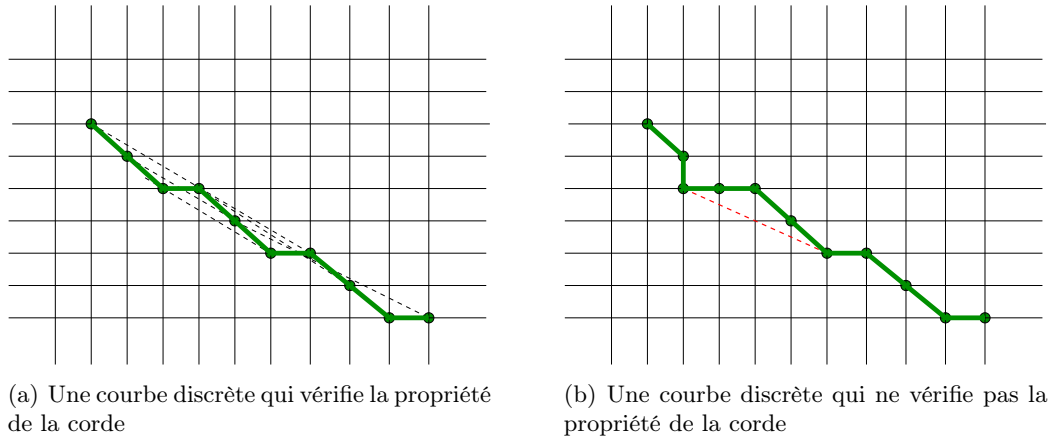 (a) Une courbe discrète qui vérifie la propriété
de la corde
(b) Une courbe discrète qui ne vérifie pas la
propriété de la corde